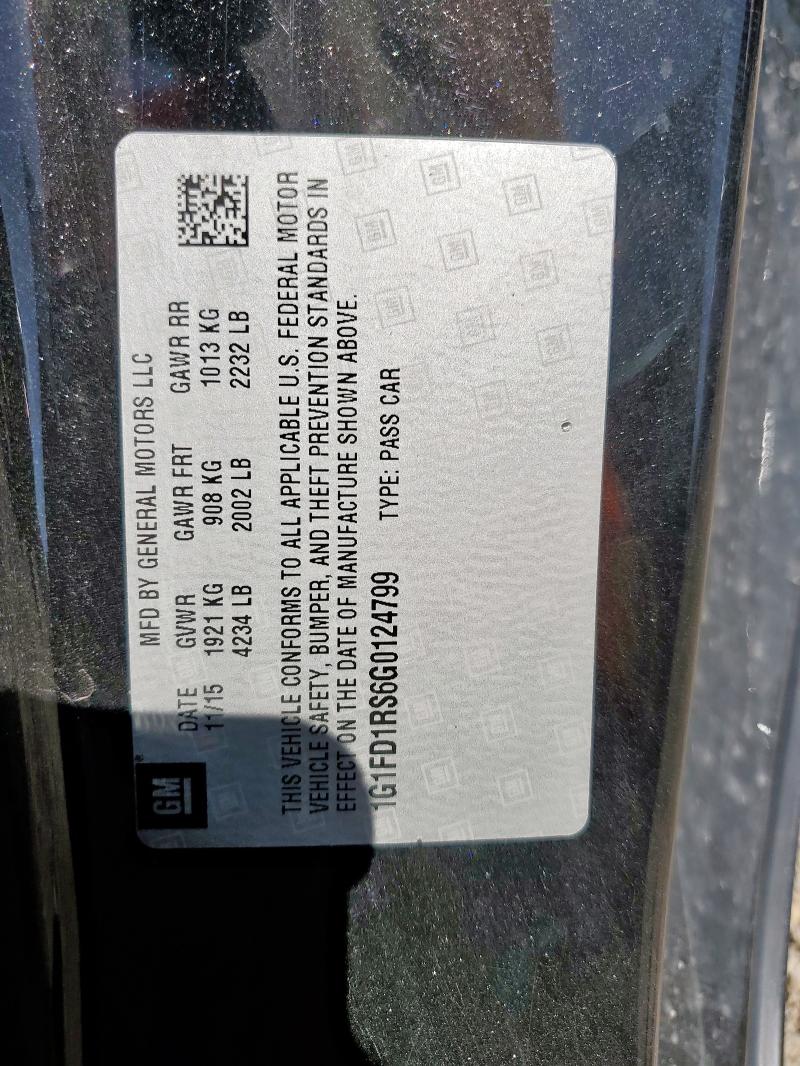 GM
MFD BY GENERAL MOTORS LLC
DATE GVWR GAWR FRT GAWR RR
11/15 1921 KG 908 KG 1013 KG
4234 LB 2002 LB 2232 LB
THIS VEHICLE CONFORMS TO ALL APPLICABLE U.S. FEDERAL MOTOR
VEHICLE SAFETY, BUMPER, AND THEFT PREVENTION STANDARDS IN
EFFECT ON THE DATE OF MANUFACTURE SHOWN ABOVE.
1G1FD1RS6G0124799 TYPE: PASS CAR